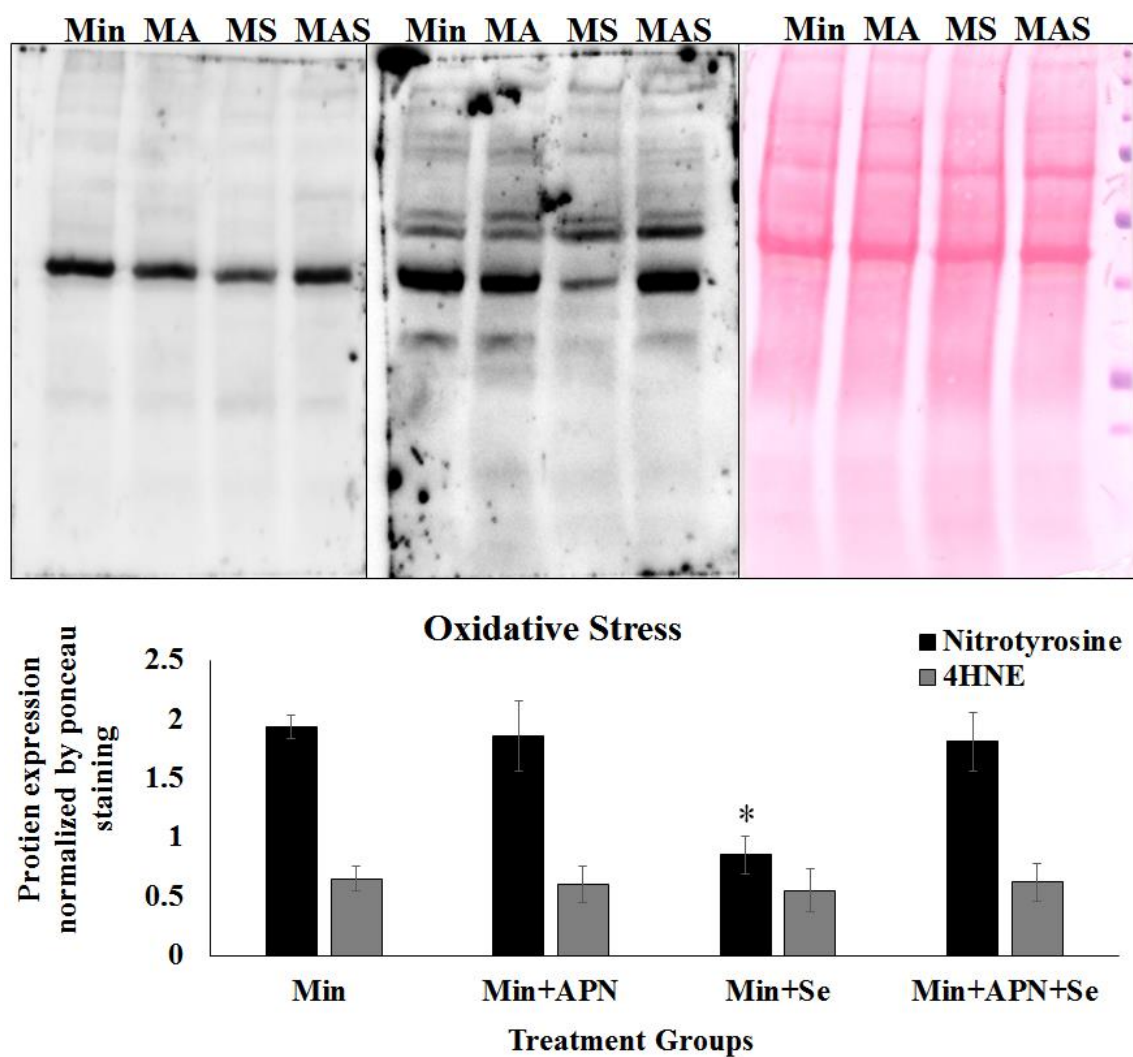 Min MA MS MAS Min MA MS MAS Min MA MS MAS
Oxidative Stress
Nitrotyrosine
4HNE
Protien expression
normalized by ponceau
staining
2.5
2
1.5
1
0.5
0
*
Min Min+APN Min+Se Min+APN+Se
Treatment Groups